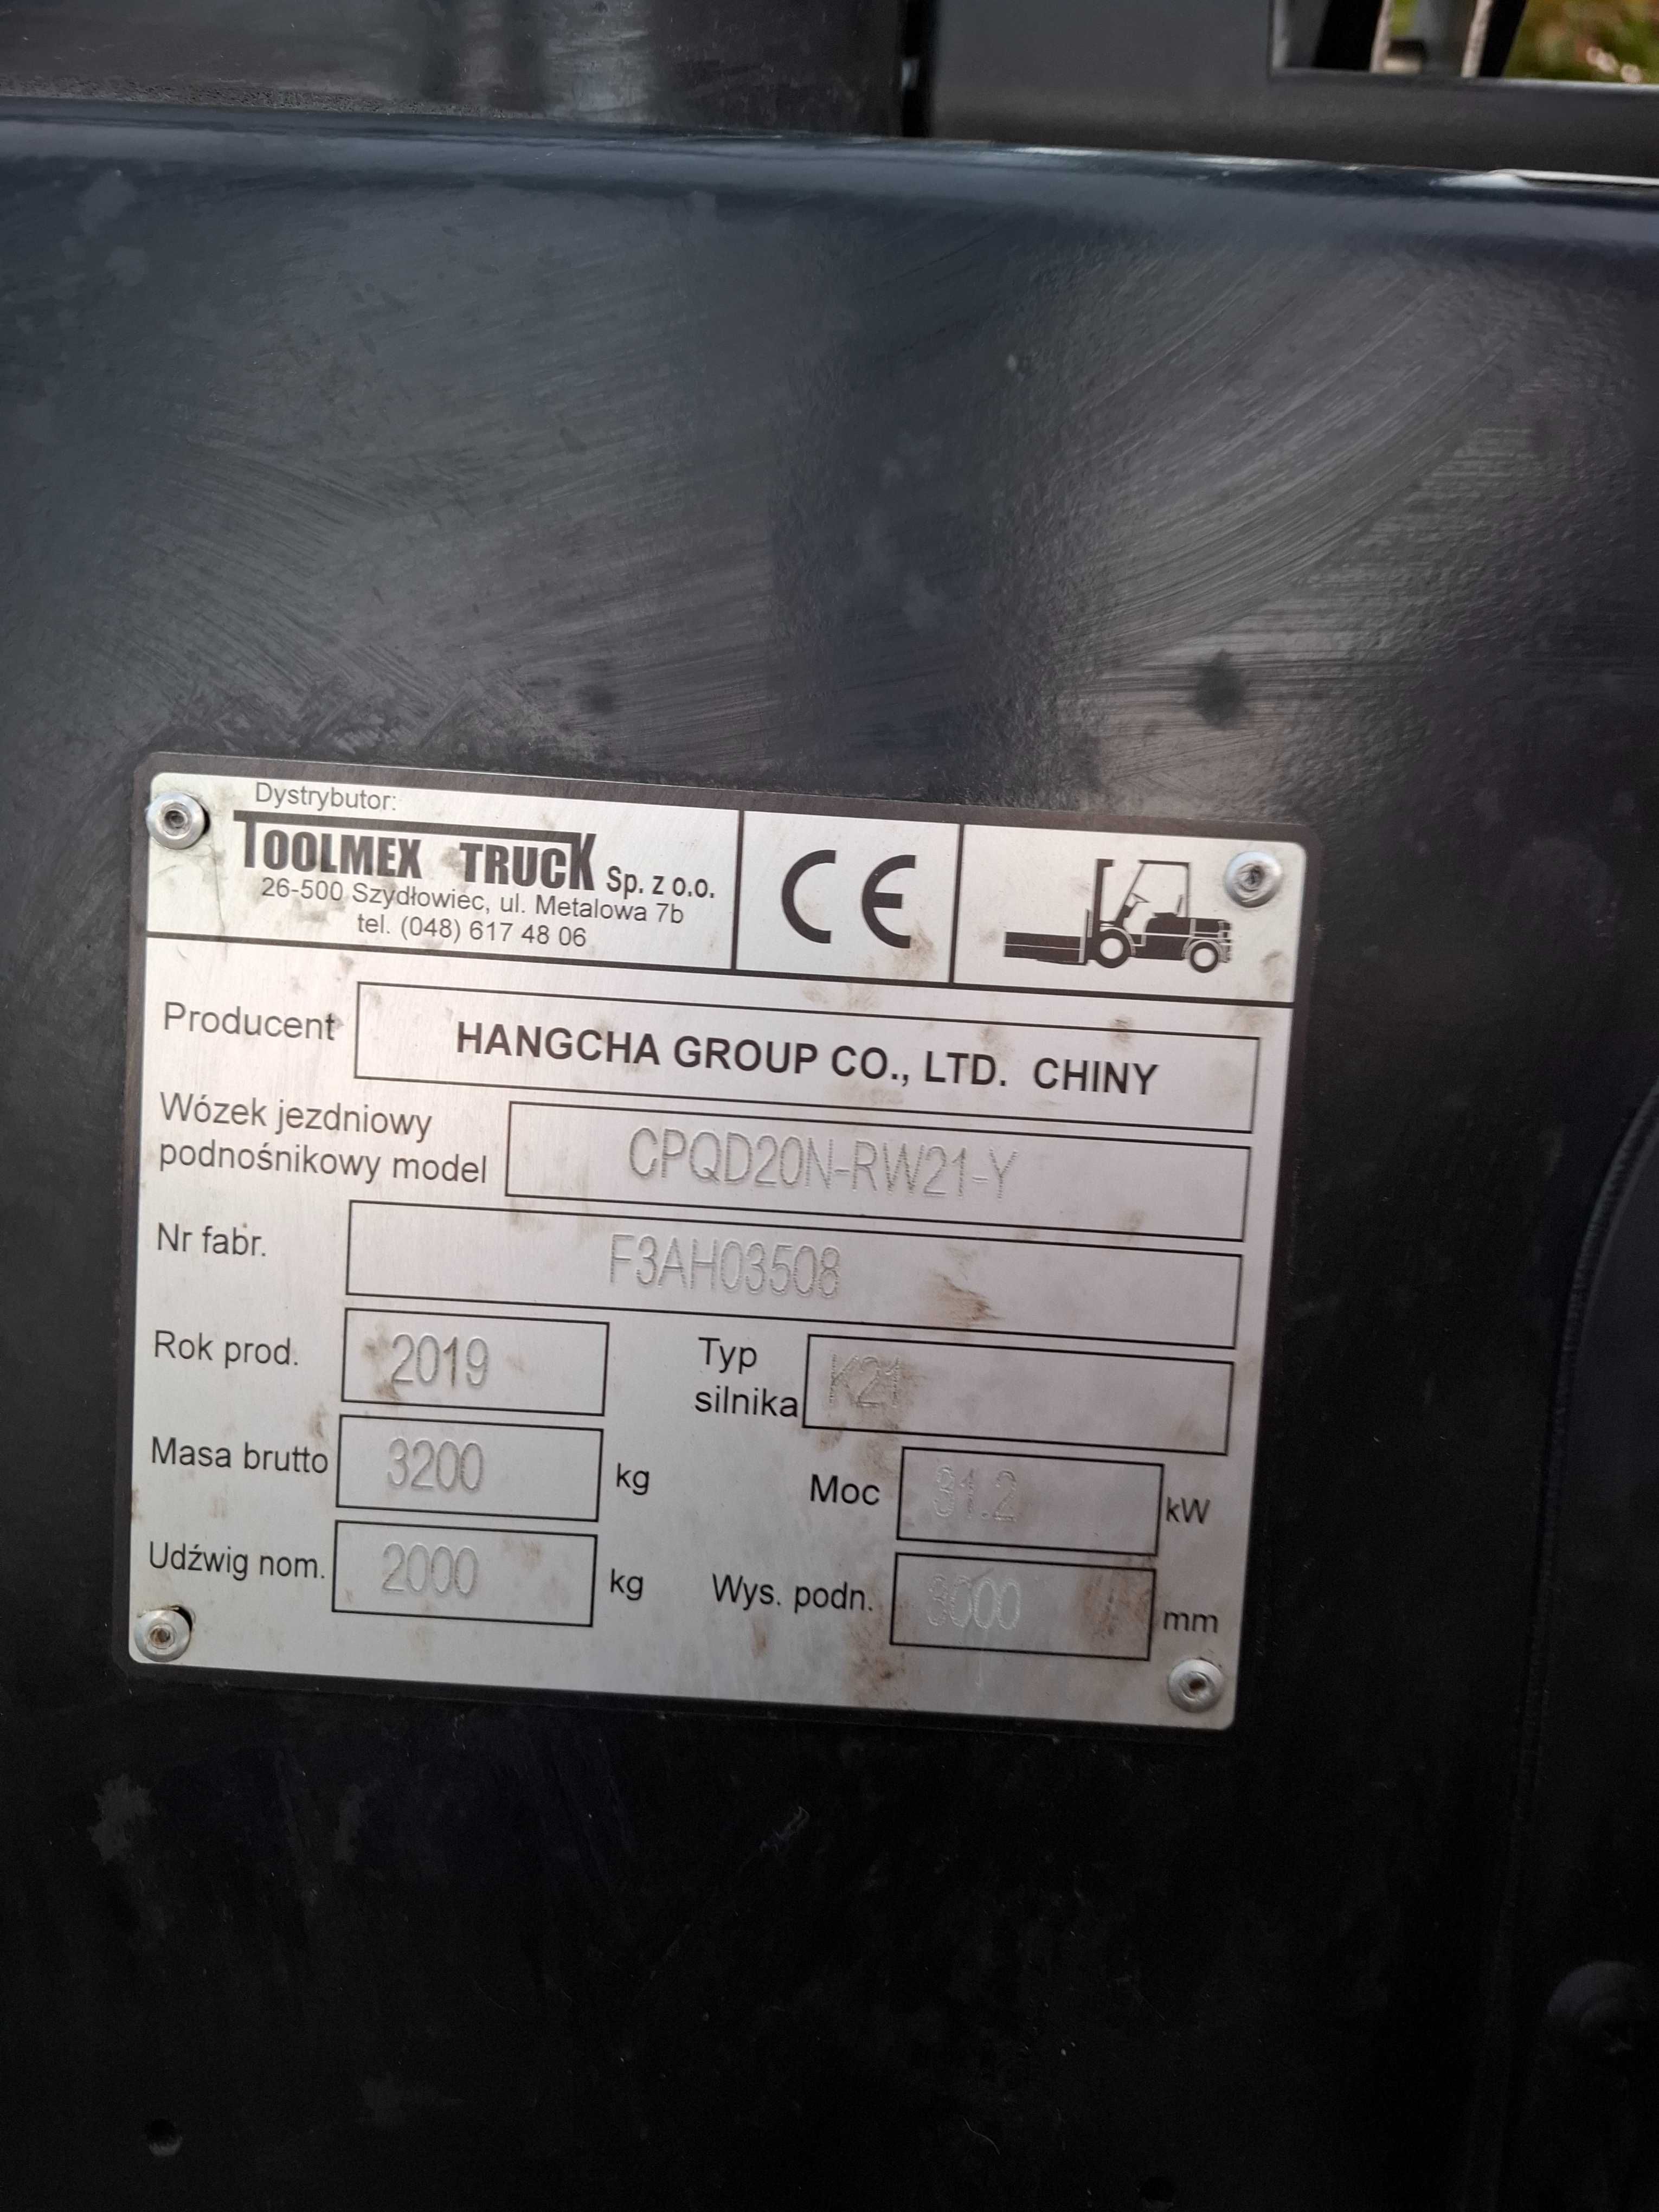 Dystrybutor:
TOOLMEX TRUCK Sp. z o.o.
26-500 Szydłowiec, ul. Metalowa 7b
tel. (048) 617 48 06
CE
Producent HANGCHA GROUP CO., LTD. CHINY
Wózek jezdniowy
podnośnikowy model CPQD20N-RW21-Y
Nr fabr. F3AH03508
Rok prod. 2019
Typ
silnika K21
Masa brutto 3200 kg
Moc 31.2 kW
Udźwig nom. 2000 kg
Wys. podn. 3000 mm